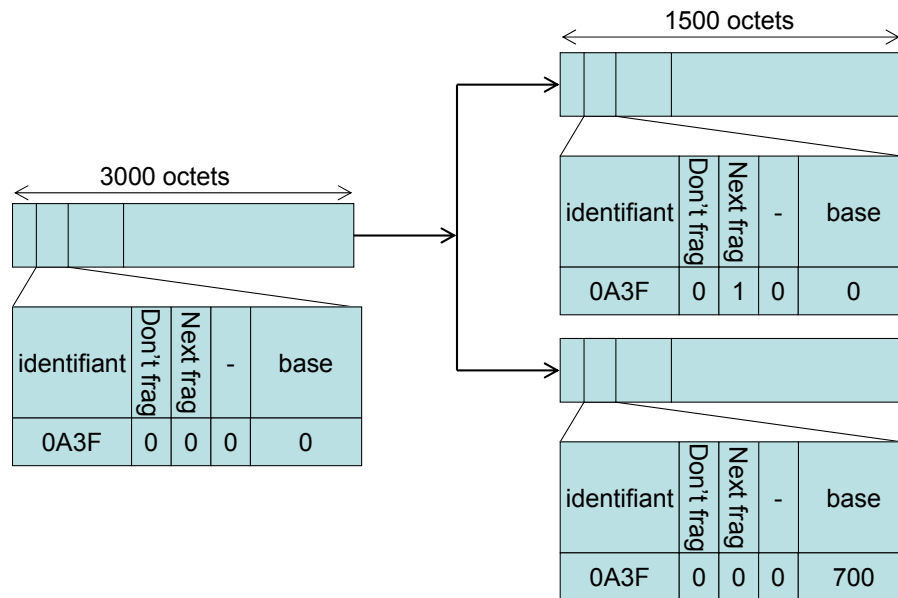 3000 octets
identifiant Don't frag Next frag - base
0A3F 0 0 0 0
1500 octets
identifiant Don't frag Next frag - base
0A3F 0 1 0 0
identifiant Don't frag Next frag - base
0A3F 0 0 0 700